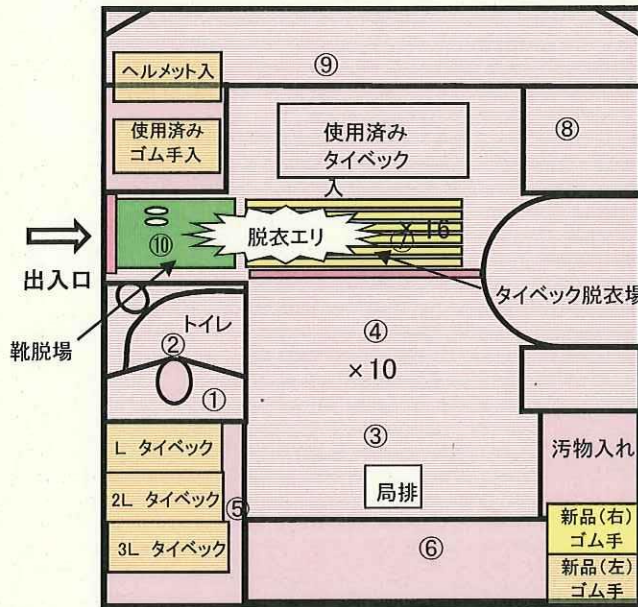 ⑨
ヘルメット入
使用済み
ゴム手入
使用済み
タイベック
入
⑧
⑩
脱衣エリ
× 16
⑦
出入口
タイベック脱衣場
靴脱場
トイレ
②
①
④
×10
③
局排
L タイベック
2L タイベック
3L タイベック
⑤
⑥
汚物入れ
新品(右)
ゴム手
新品(左)
ゴム手